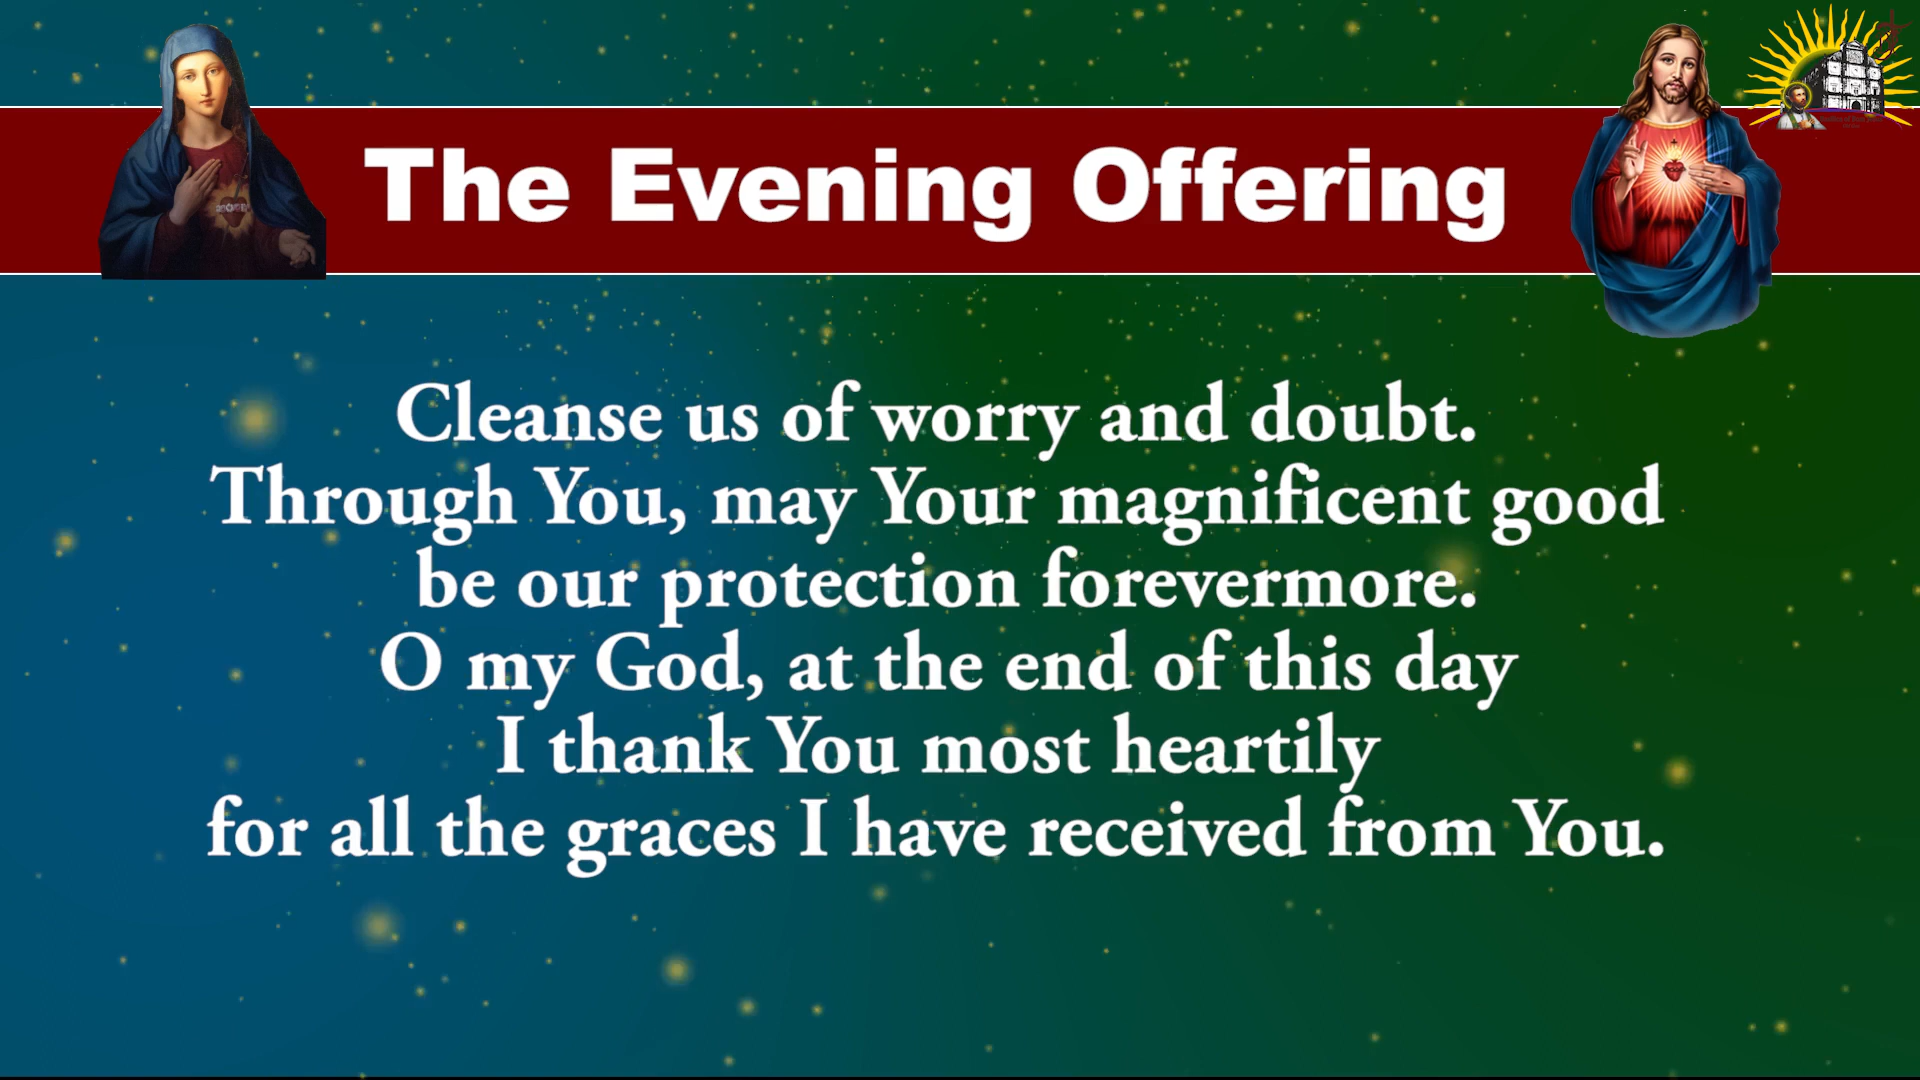 The Evening Offering
Cleanse us of worry and doubt.
Through You, may Your magnificent good
be our protection forevermore.
O my God, at the end of this day
I thank You most heartily
for all the graces I have received from You.